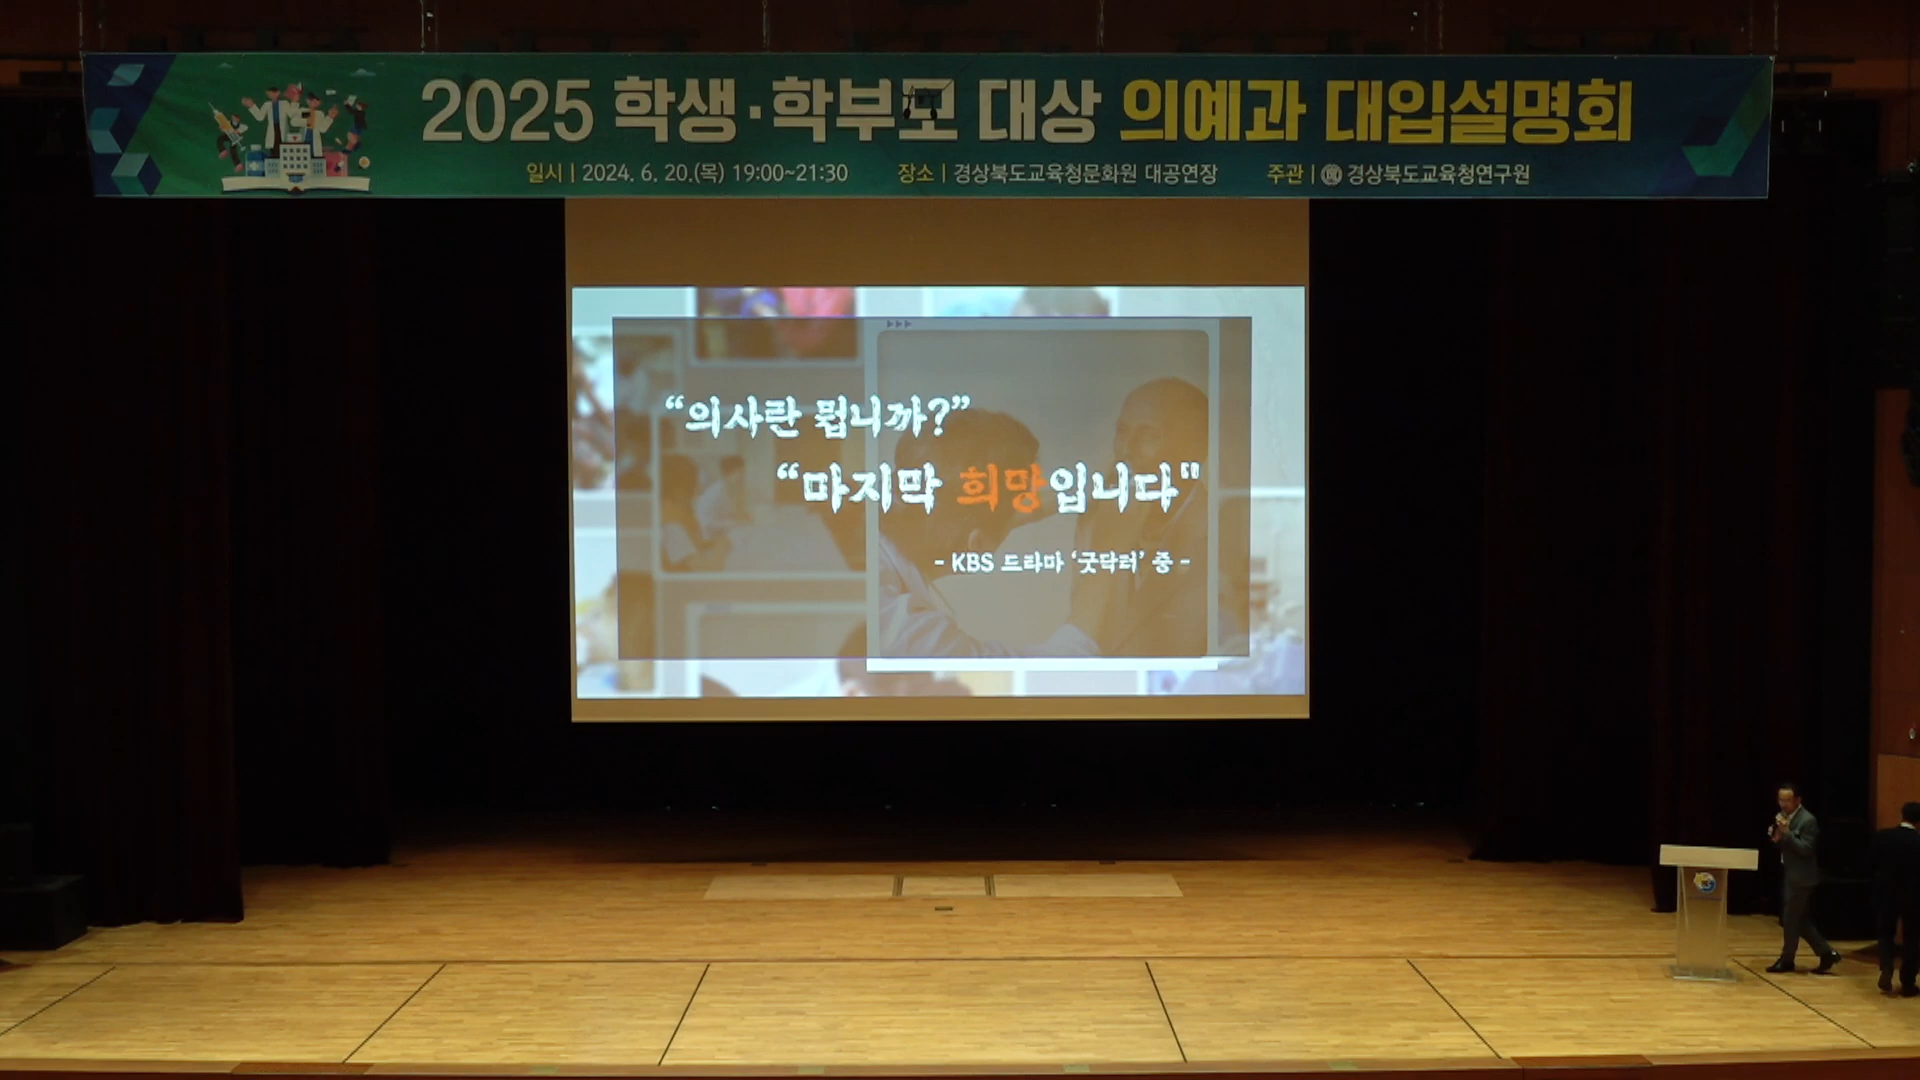 2025 학생·학부모 대상 의예과 대입설명회
일시 | 2024. 6. 20.(목) 19:00~21:30 장소 | 경상북도교육청문화원 대공연장 주관 | 경상북도교육청연구원
“의사란 뭡니까?”
“마지막 희망입니다"
- KBS 드라마 ‘굿닥터’ 중 -